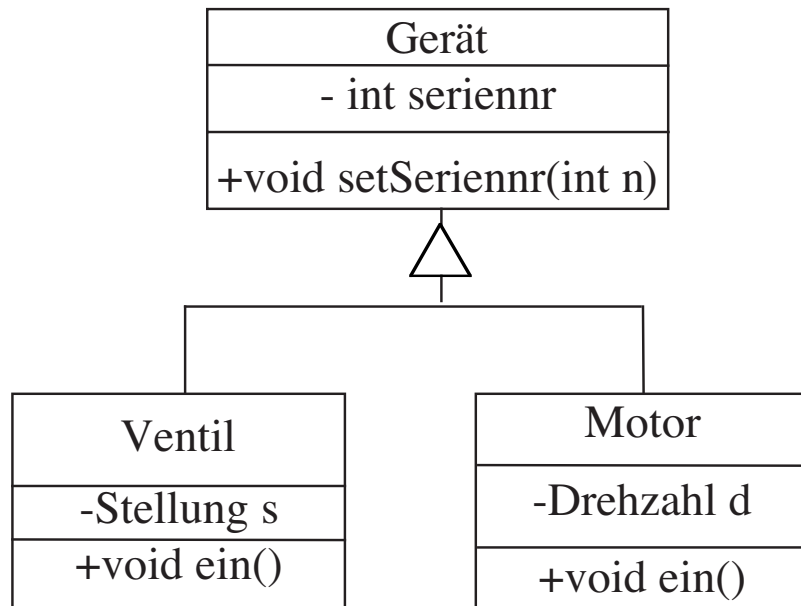 Gerät
- int seriennr
+void setSeriennr(int n)
Ventil
-Stellung s
+void ein()
Motor
-Drehzahl d
+void ein()